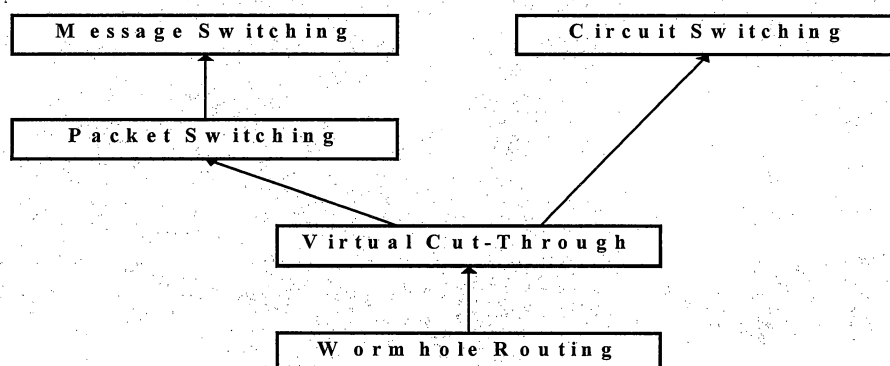 Message Switching
Circuit Switching
Packet Switching
Virtual Cut-Through
Wormhole Routing